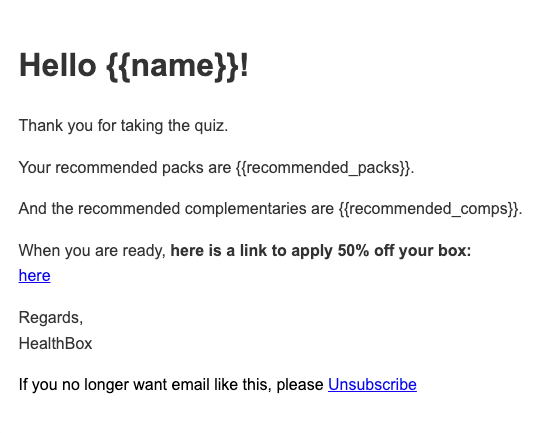 Hello {{name}}!
Thank you for taking the quiz.
Your recommended packs are {{recommended_packs}}.
And the recommended complementaries are {{recommended_comps}}.
When you are ready, here is a link to apply 50% off your box:
here
Regards,
HealthBox
If you no longer want email like this, please Unsubscribe